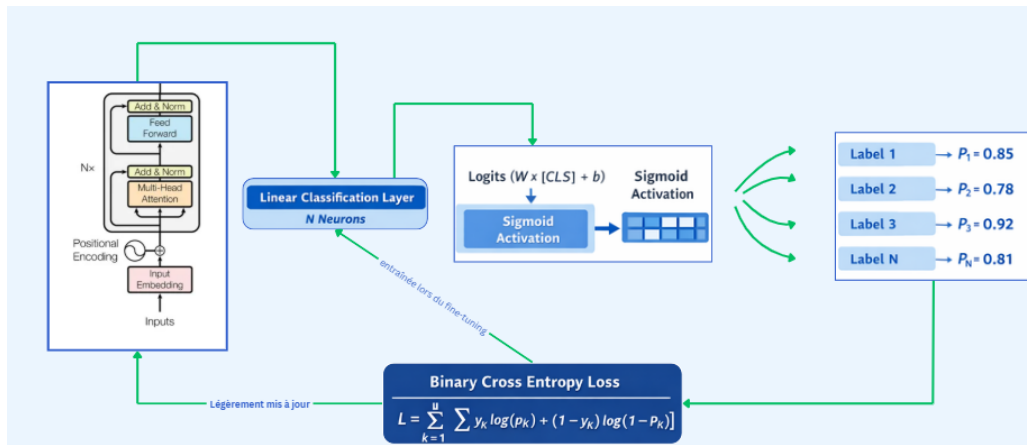 Add & Norm
Feed
Forward
N×
Add & Norm
Multi-Head
Attention
Positional
Encoding
Input
Embedding
Inputs
Linear Classification Layer
N Neurons
Logits (W x [CLS] + b)
Sigmoid
Activation
Sigmoid
Activation
Label 1 P₁ = 0.85
Label 2 P₂ = 0.78
Label 3 P₃ = 0.92
Label N P_N = 0.81
entraînée lors du fine-tuning
Légèrement mis à jour
Binary Cross Entropy Loss
L = u∑k=1 ∑ yₖ log(pₖ) + (1 - yₖ) log(1 - Pₖ)]